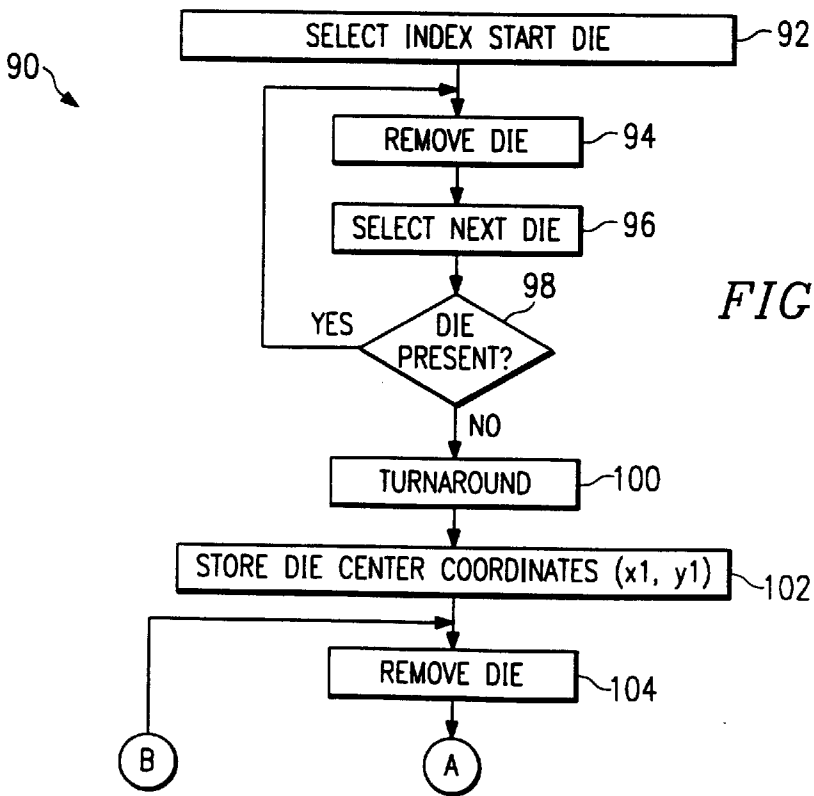 SELECT INDEX START DIE
92
90
REMOVE DIE
94
SELECT NEXT DIE
96
98
FIG
YES
DIE
PRESENT?
NO
TURNAROUND
100
STORE DIE CENTER COORDINATES (x1, y1)
102
REMOVE DIE
104
B
A